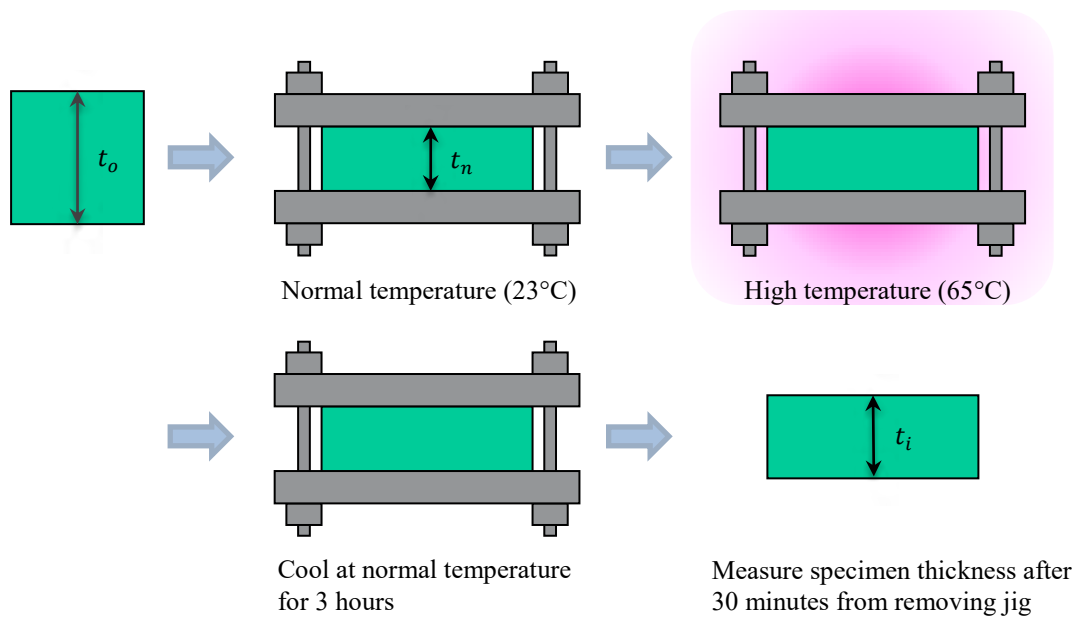 t_o
t_n
Normal temperature (23°C)
High temperature (65°C)
t_i
Cool at normal temperature
for 3 hours
Measure specimen thickness after
30 minutes from removing jig